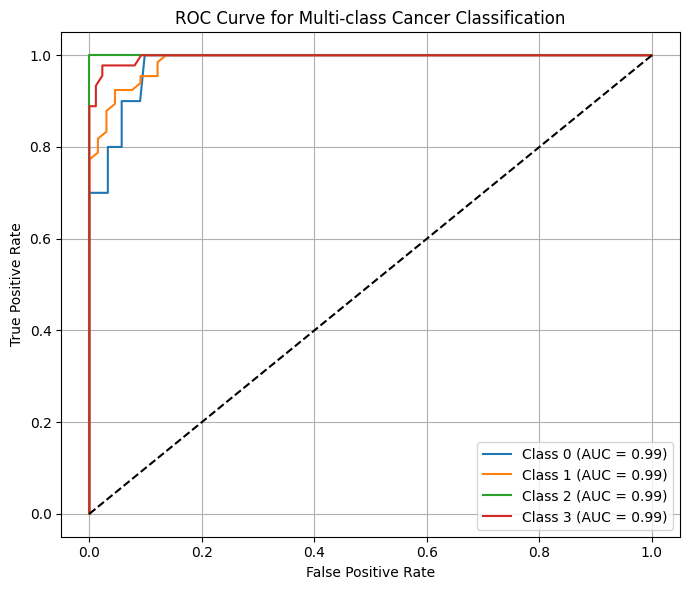 ROC Curve for Multi-class Cancer Classification
True Positive Rate
1.0
0.8
0.6
0.4
0.2
0.0
Class 0 (AUC = 0.99)
Class 1 (AUC = 0.99)
Class 2 (AUC = 0.99)
Class 3 (AUC = 0.99)
0.0 0.2 0.4 0.6 0.8 1.0
False Positive Rate